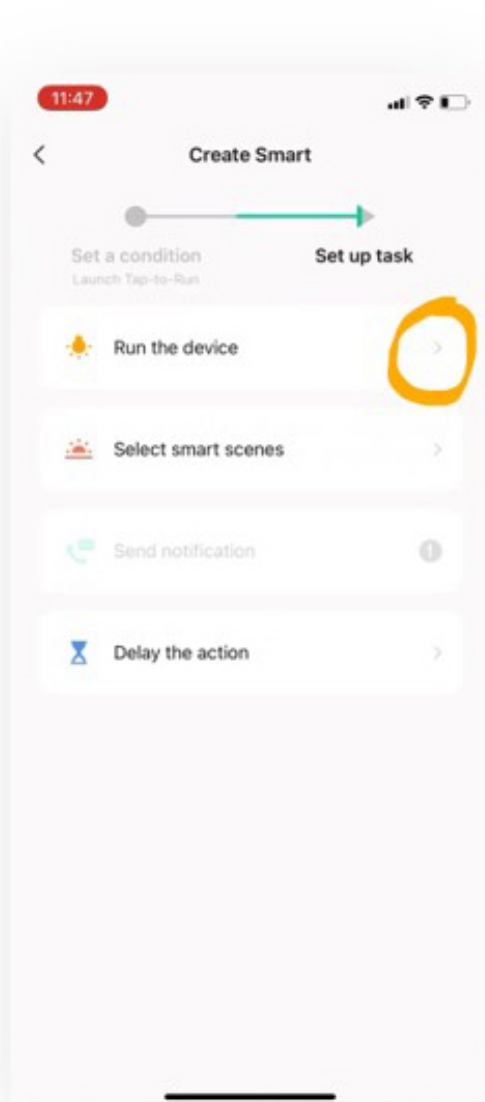 11:47
Create Smart
Set a condition
Set up task
Launch Tap-to-Run
Run the device
Select smart scenes
Send notification
Delay the action